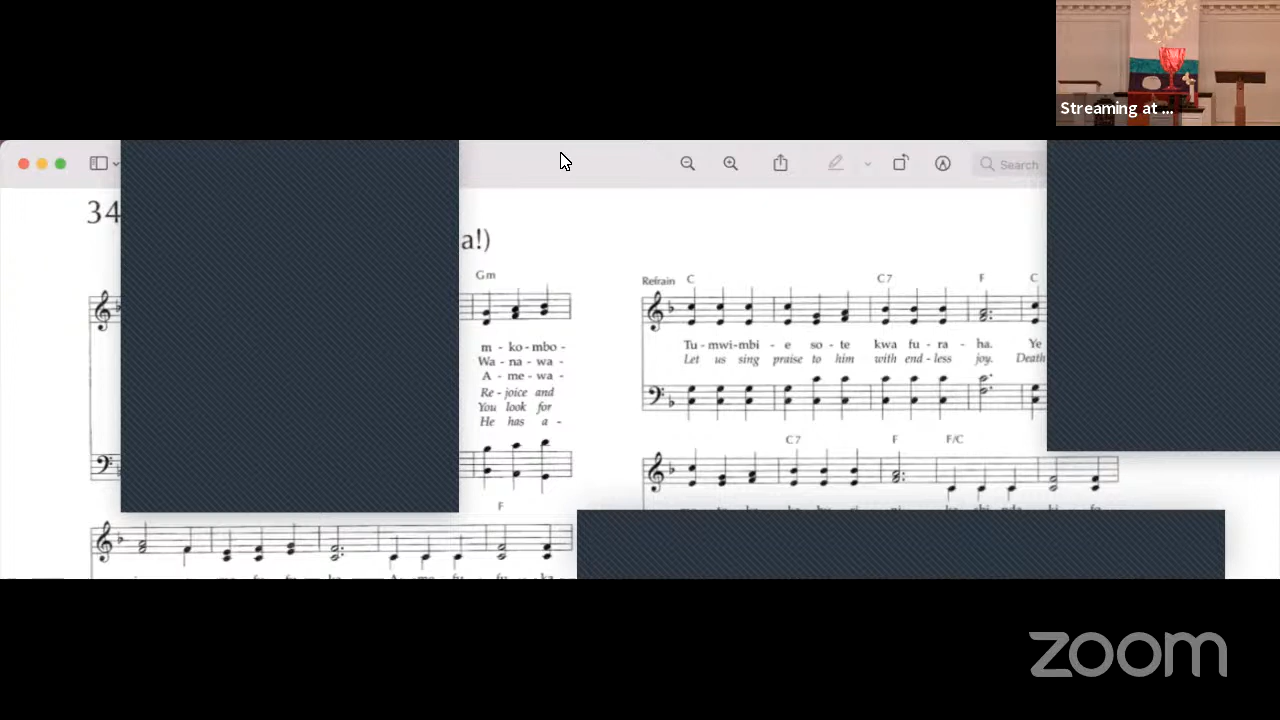 Streaming at ...
Search
34
a!)
Gm
m - ko - mbo -
Wa - na - wa -
A - me - wa -
Re - joice and
You look for
He has a -
F
Refrain C C7 F C
Tu - mwi - mbi - e so - te kwa fu - ra - ha. Ye
Let us sing praise to him with end - less joy. Death
C7 F F/C
zoom